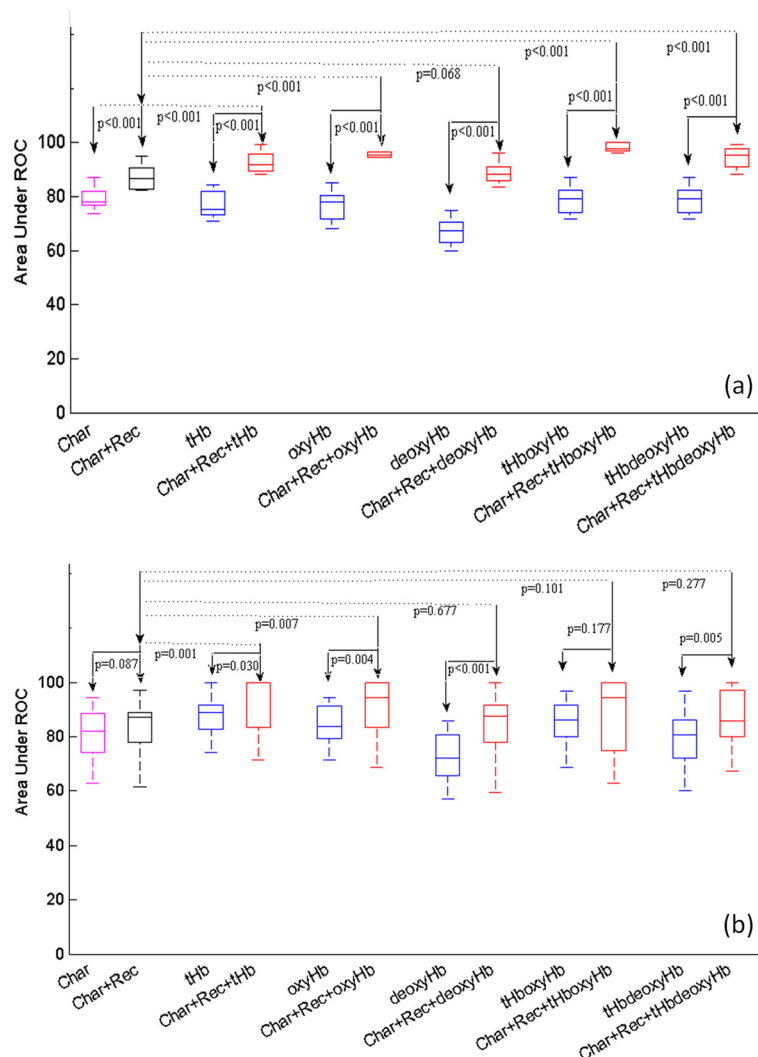 p<0.001
p<0.001
p<0.001
p=0.068
p<0.001
p<0.001
p<0.001
p<0.001
p<0.001
p<0.001
p<0.001
p<0.001
100
80
60
40
20
0
Area Under ROC
(a)
Char
Char+Rec
tHb
Char+Rec+tHb
oxyHb
Char+Rec+oxyHb
deoxyHb
Char+Rec+deoxyHb
tHboxyHb
Char+Rec+tHboxyHb
tHbdeoxyHb
Char+Rec+tHbdeoxyHb
p=0.277
p=0.101
p=0.677
p=0.007
p=0.177
p=0.005
p=0.087
p=0.001
p=0.030
p=0.004
p<0.001
100
80
60
40
20
0
Area Under ROC
(b)
Char
Char+Rec
tHb
Char+Rec+tHb
oxyHb
Char+Rec+oxyHb
deoxyHb
Char+Rec+deoxyHb
tHboxyHb
Char+Rec+tHboxyHb
tHbdeoxyHb
Char+Rec+tHbdeoxyHb